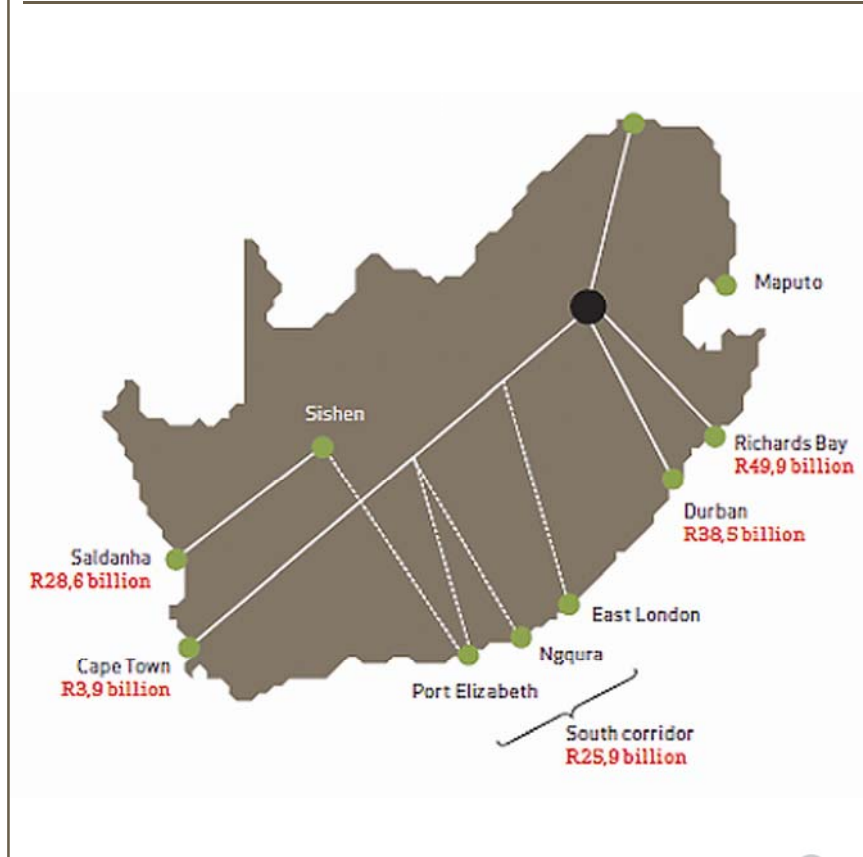 Maputo
Sishen
Richards Bay
R49,9 billion
Durban
R38,5 billion
Saldanha
R28,6 billion
East London
Ngqura
Cape Town
R3,9 billion
Port Elizabeth
South corridor
R25,9 billion